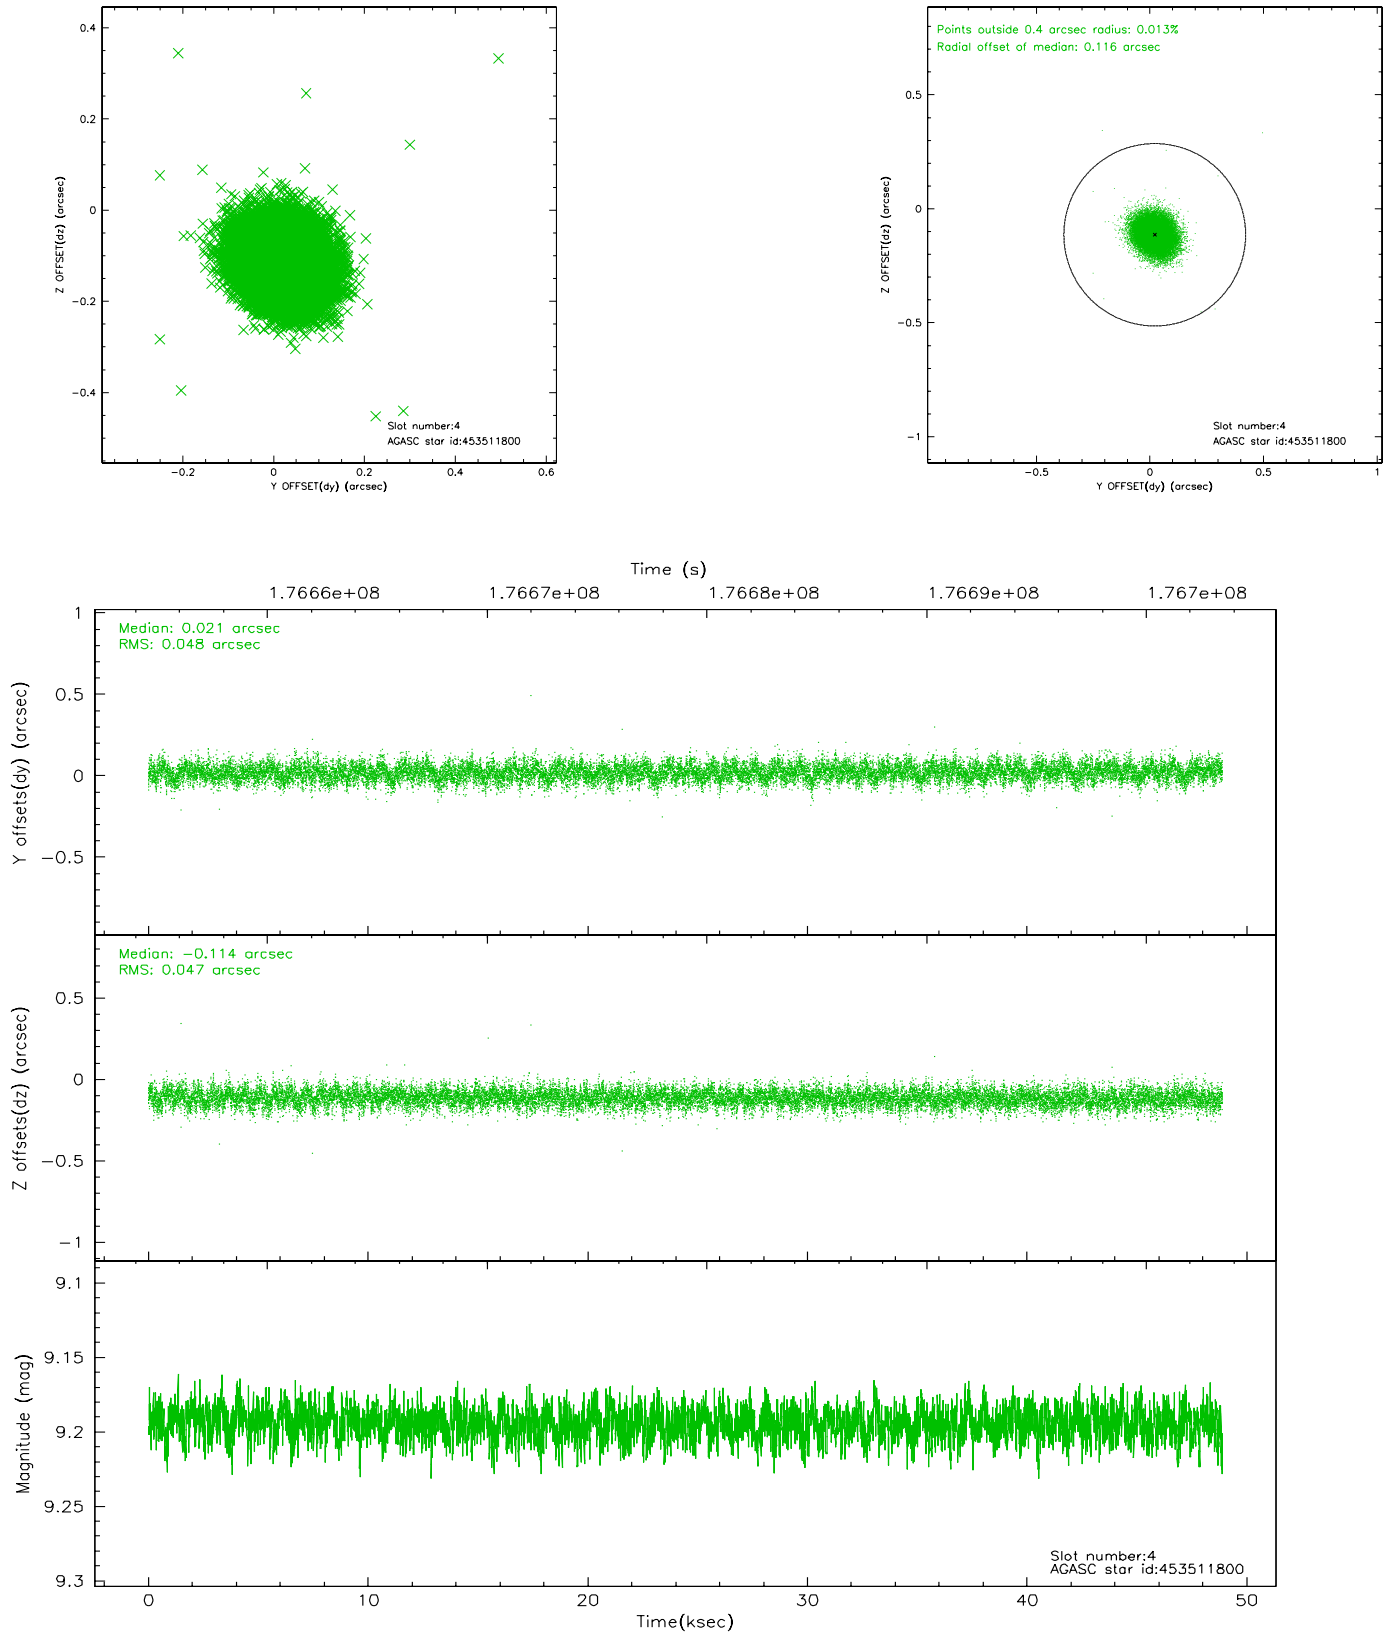 0.4
0.2
0
−0.2
−0.4
Z OFFSET(dz) (arcsec)
−0.2 0 0.2 0.4 0.6
Y OFFSET(dy) (arcsec)
Slot number:4
AGASC star id:453511800
Points outside 0.4 arcsec radius: 0.013%
Radial offset of median: 0.116 arcsec
0.5
0
−0.5
−1
Z OFFSET(dz) (arcsec)
−0.5 0 0.5 1
Y OFFSET(dy) (arcsec)
Slot number:4
AGASC star id:453511800
Time (s)
1.7666e+08 1.7667e+08 1.7668e+08 1.7669e+08 1.767e+08
Median: 0.021 arcsec
RMS: 0.048 arcsec
1
0.5
0
−0.5
Y offsets(dy) (arcsec)
Median: −0.114 arcsec
RMS: 0.047 arcsec
0.5
0
−0.5
−1
Z offsets(dz) (arcsec)
9.1
9.15
9.2
9.25
9.3
Magnitude (mag)
Slot number:4
AGASC star id:453511800
0 10 20 30 40 50
Time(ksec)